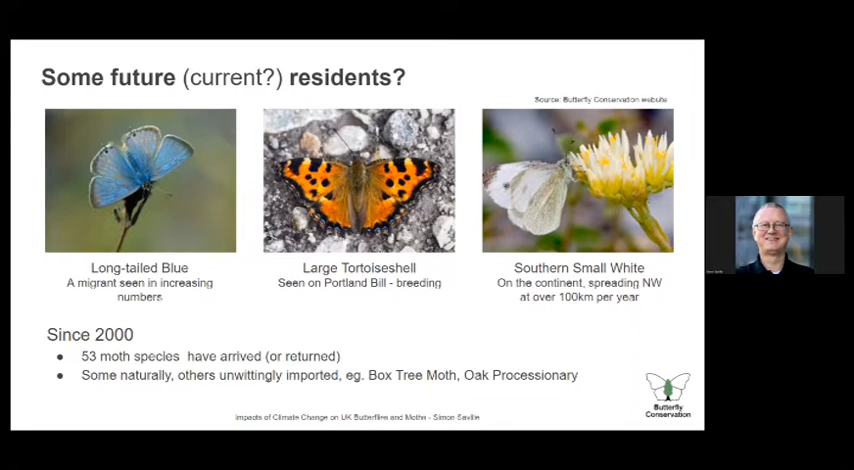 Some future (current?) residents?
Source: Butterfly Conservation website
Long-tailed Blue
A migrant seen in increasing
numbers
Large Tortoiseshell
Seen on Portland Bill - breeding
Southern Small White
On the continent, spreading NW
at over 100km per year
Since 2000
● 53 moth species have arrived (or returned)
● Some naturally, others unwittingly imported, eg. Box Tree Moth, Oak Processionary
Butterfly
Conservation
Impacts of Climate Change on UK Butterflies and Moths - Simon Saville